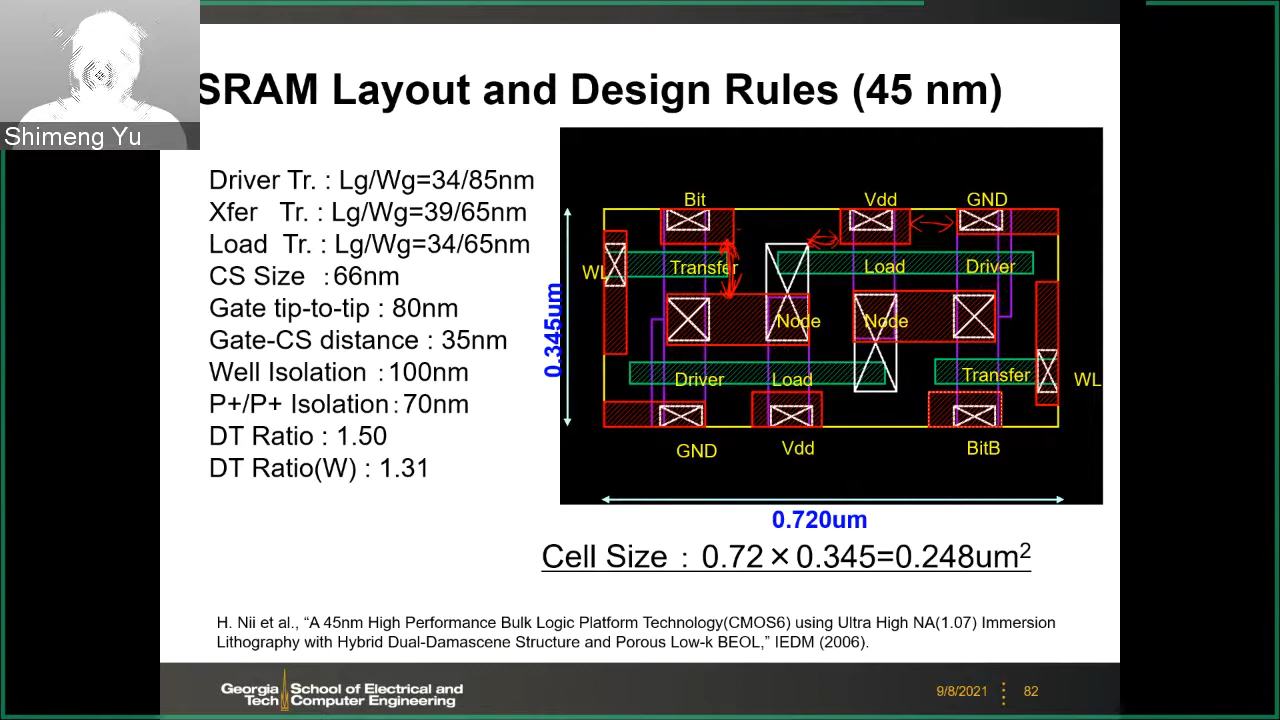 Shimeng Yu
SRAM Layout and Design Rules (45 nm)
Driver Tr. : Lg/Wg=34/85nm
Xfer Tr. : Lg/Wg=39/65nm
Load Tr. : Lg/Wg=34/65nm
CS Size : 66nm
Gate tip-to-tip : 80nm
Gate-CS distance : 35nm
Well Isolation : 100nm
P+/P+ Isolation : 70nm
DT Ratio : 1.50
DT Ratio(W) : 1.31
Bit
Vdd
GND
WL
Transfer
Load
Driver
Node
Node
Driver
Load
Transfer
WL
GND
Vdd
BitB
0.345um
0.720um
Cell Size : 0.72×0.345=0.248um²
H. Nii et al., “A 45nm High Performance Bulk Logic Platform Technology(CMOS6) using Ultra High NA(1.07) Immersion
Lithography with Hybrid Dual-Damascene Structure and Porous Low-k BEOL,” IEDM (2006).
Georgia Tech
School of Electrical and
Computer Engineering
9/8/2021
82